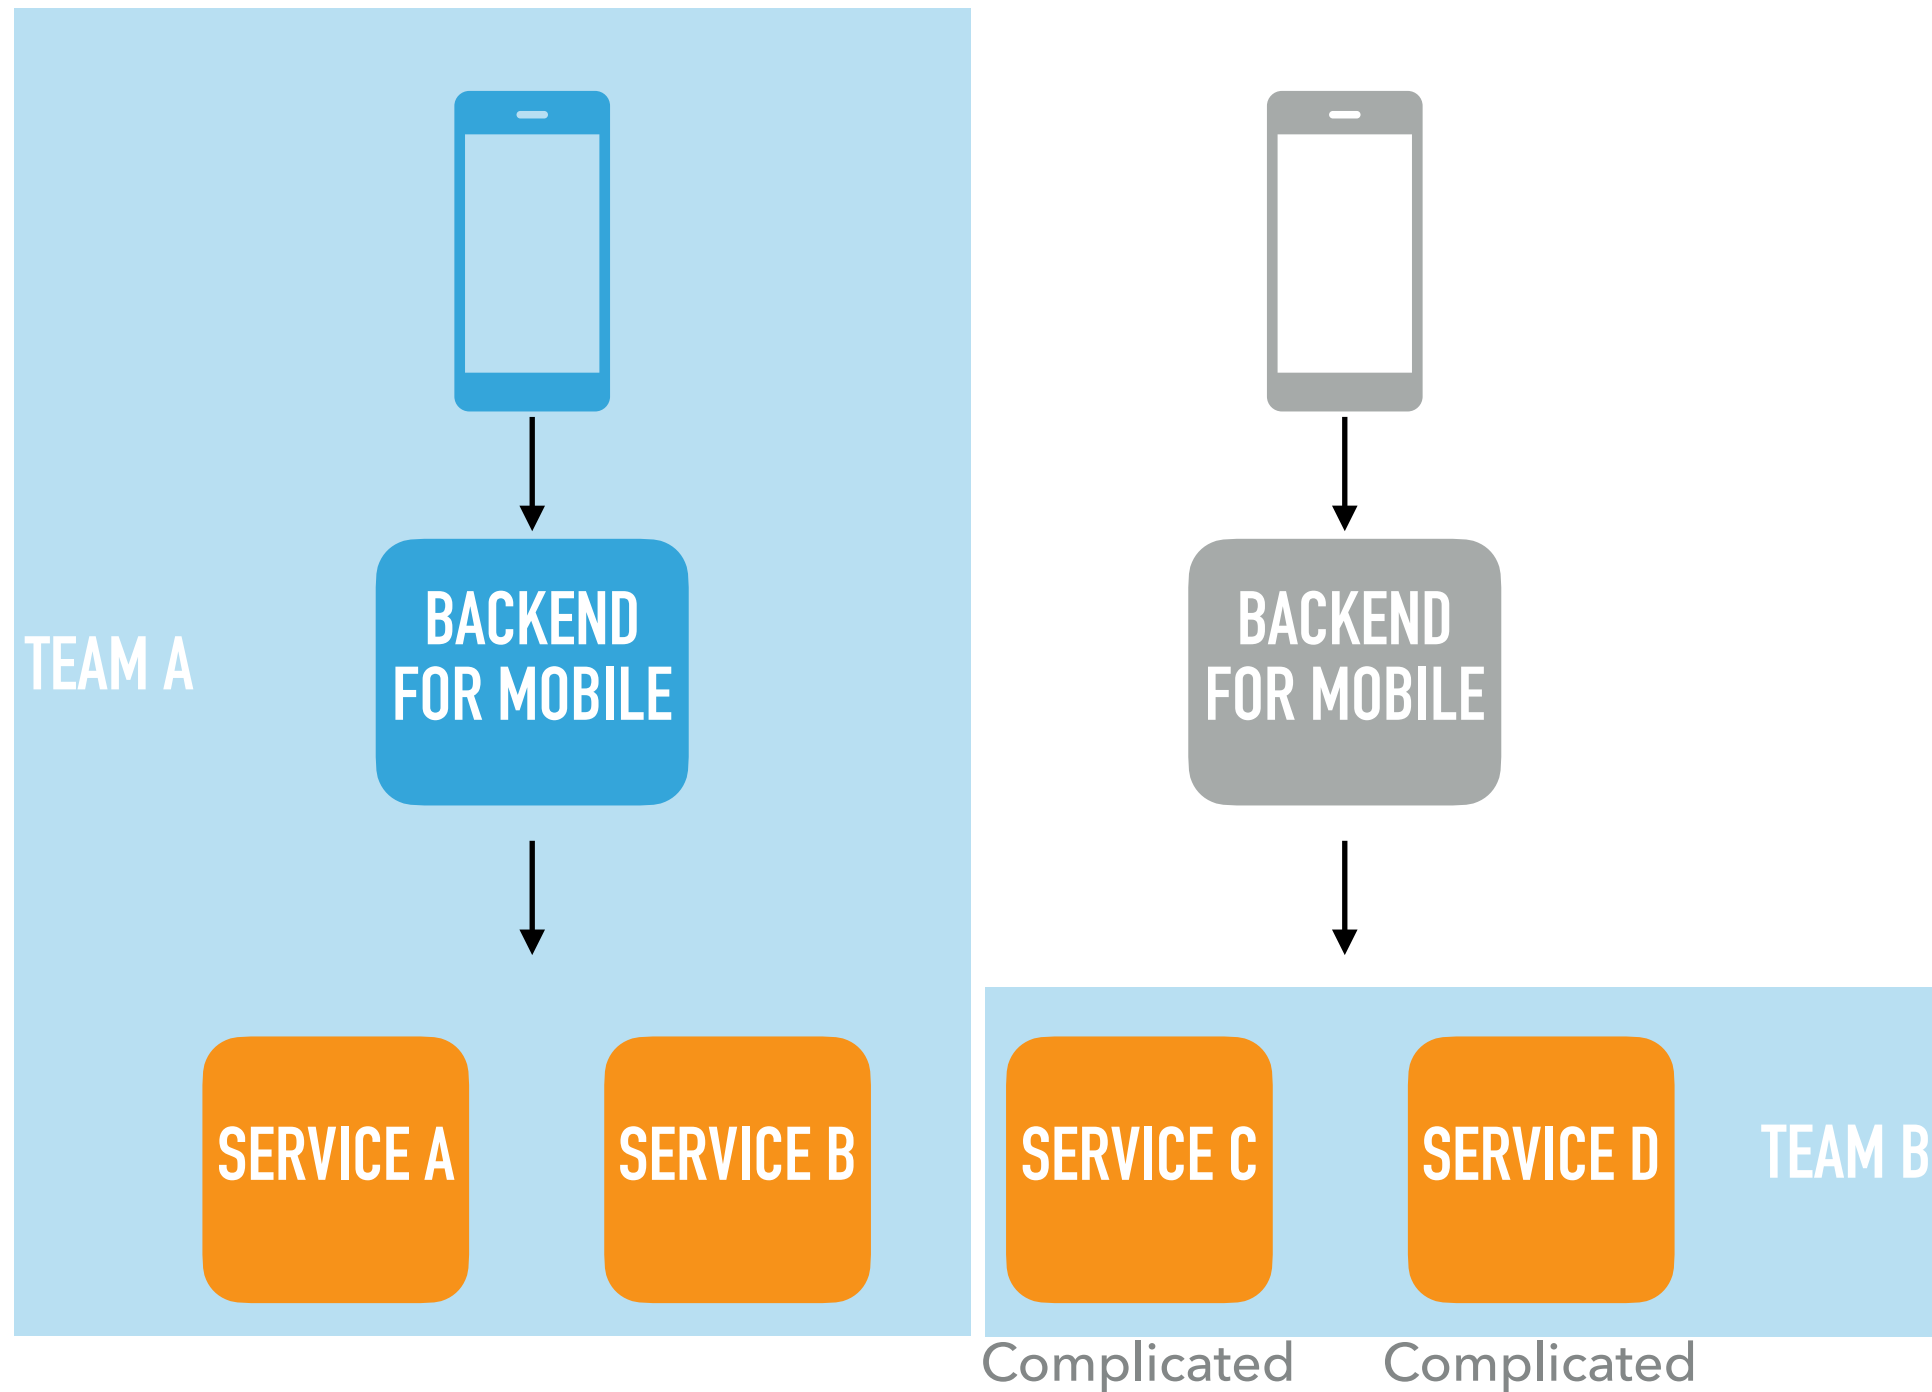 BACKEND
FOR MOBILE
BACKEND
FOR MOBILE
TEAM A
SERVICE A
SERVICE B
SERVICE C
SERVICE D
TEAM B
Complicated
Complicated